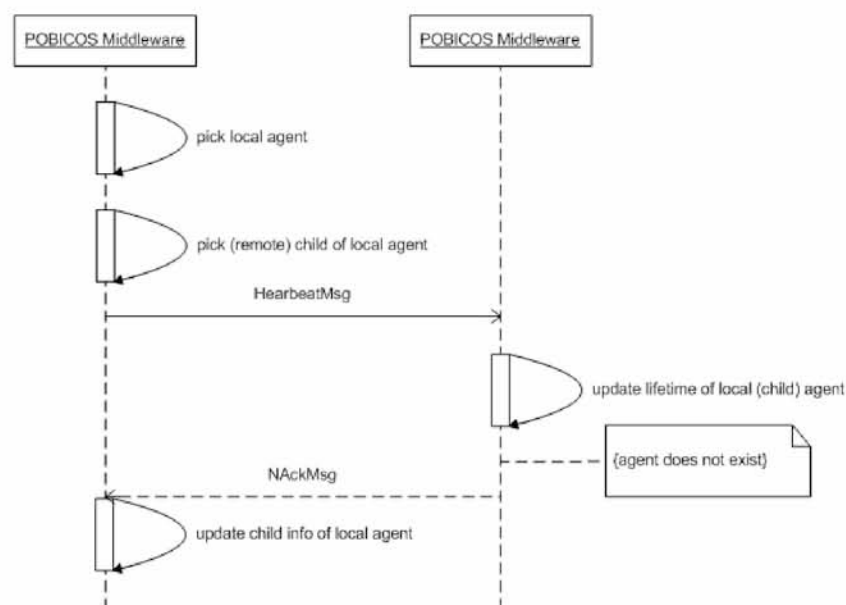 POBICOS Middleware
POBICOS Middleware
pick local agent
pick (remote) child of local agent
HearbeatMsg
update lifetime of local (child) agent
{agent does not exist}
NAckMsg
update child info of local agent